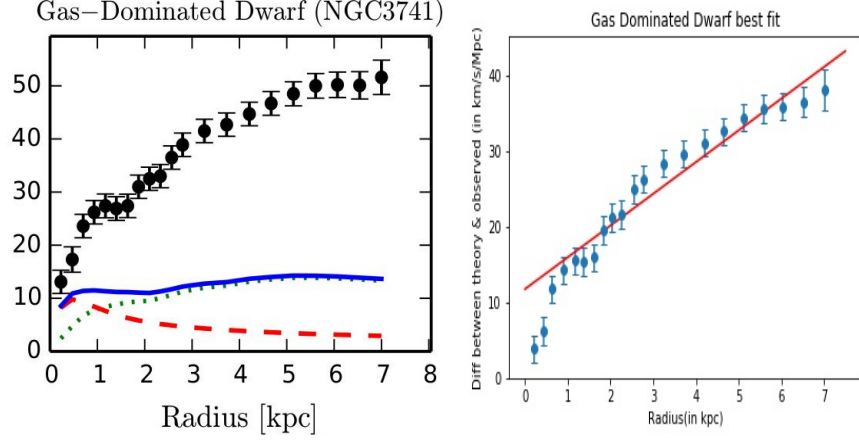 Gas−Dominated Dwarf (NGC3741)
50
40
30
20
10
0
0 1 2 3 4 5 6 7 8
Radius [kpc]
Gas Dominated Dwarf best fit
Diff between theory & observed (in km/s/Mpc)
40
30
20
10
0
0 1 2 3 4 5 6 7
Radius(in kpc)